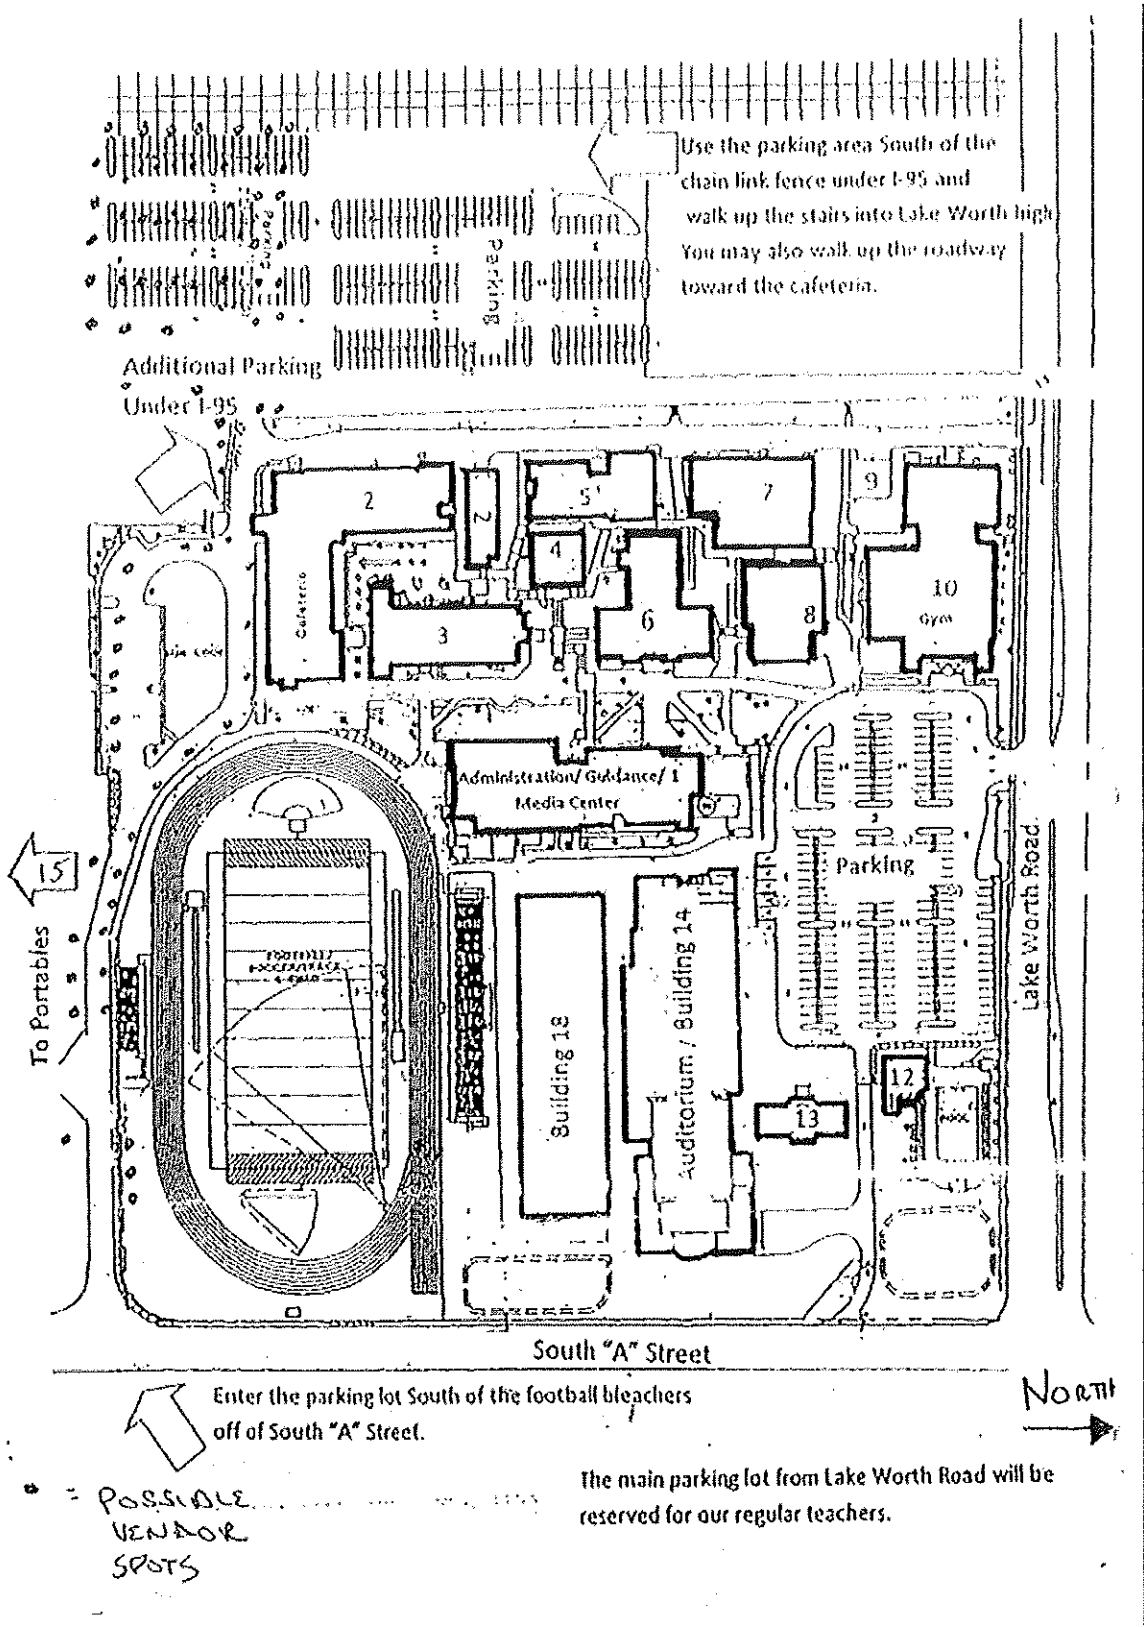 Use the parking area South of the
chain link fence under I-95 and
walk up the stairs into Lake Worth high
You may also walk up the roadway
toward the cafeteria.
Parking
Parking
Additional Parking
Under I-95
2
2
5
7
9
4
10
Gym
Cafeteria
3
6
8
Administration/ Guidance/ 1
Media Center
15
To Portables
Parking
Lake Worth Road
Building 18
Auditorium / Building 14
12
13
South "A" Street
Enter the parking lot South of the football bleachers
off of South "A" Street.
NORTH
= POSSIBLE
VENDOR
SPOTS
The main parking lot from Lake Worth Road will be
reserved for our regular teachers.